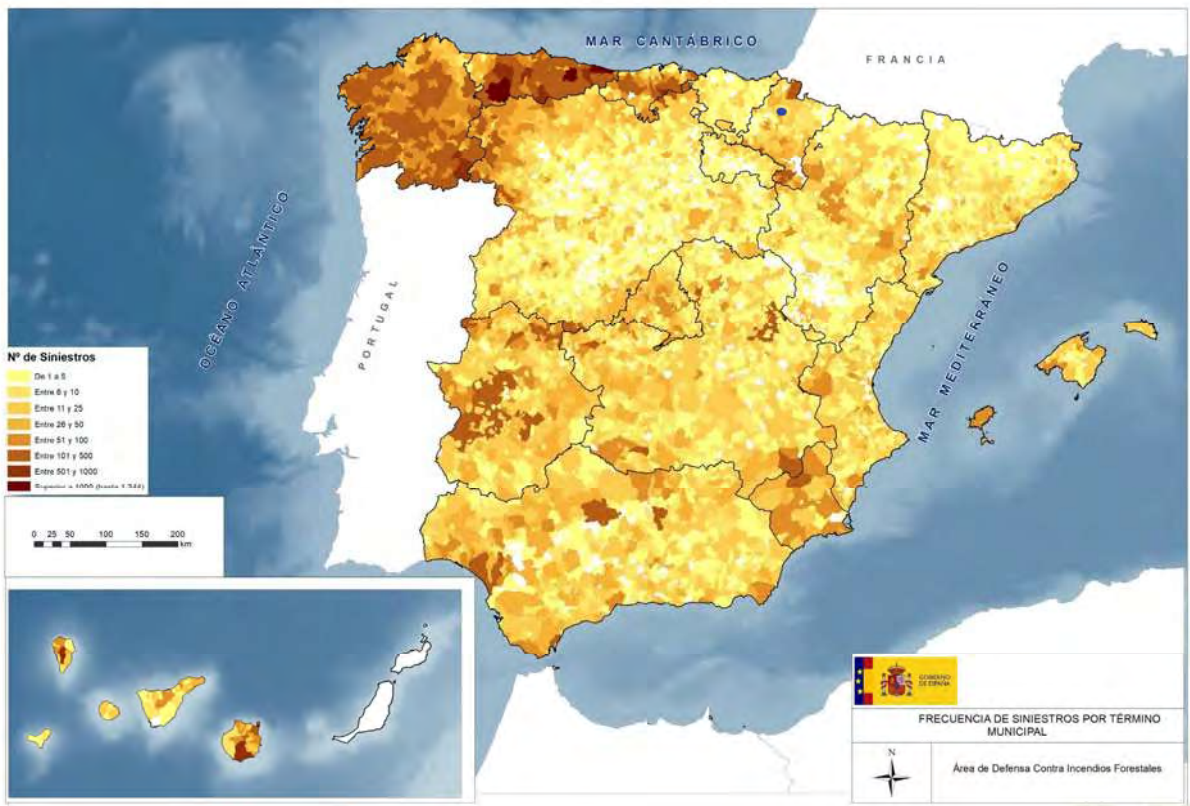 MAR CANTÁBRICO
FRANCIA
OCÉANO ATLÁNTICO
PORTUGAL
MAR MEDITERRÁNEO
Nº de Siniestros
De 1 a 5
Entre 6 y 10
Entre 11 y 25
Entre 26 y 50
Entre 51 y 100
Entre 101 y 500
Entre 501 y 1000
0 25 50 100 150 200
km
GOBIERNO
DE ESPAÑA
FRECUENCIA DE SINIESTROS POR TÉRMINO
MUNICIPAL
N
Área de Defensa Contra Incendios Forestales